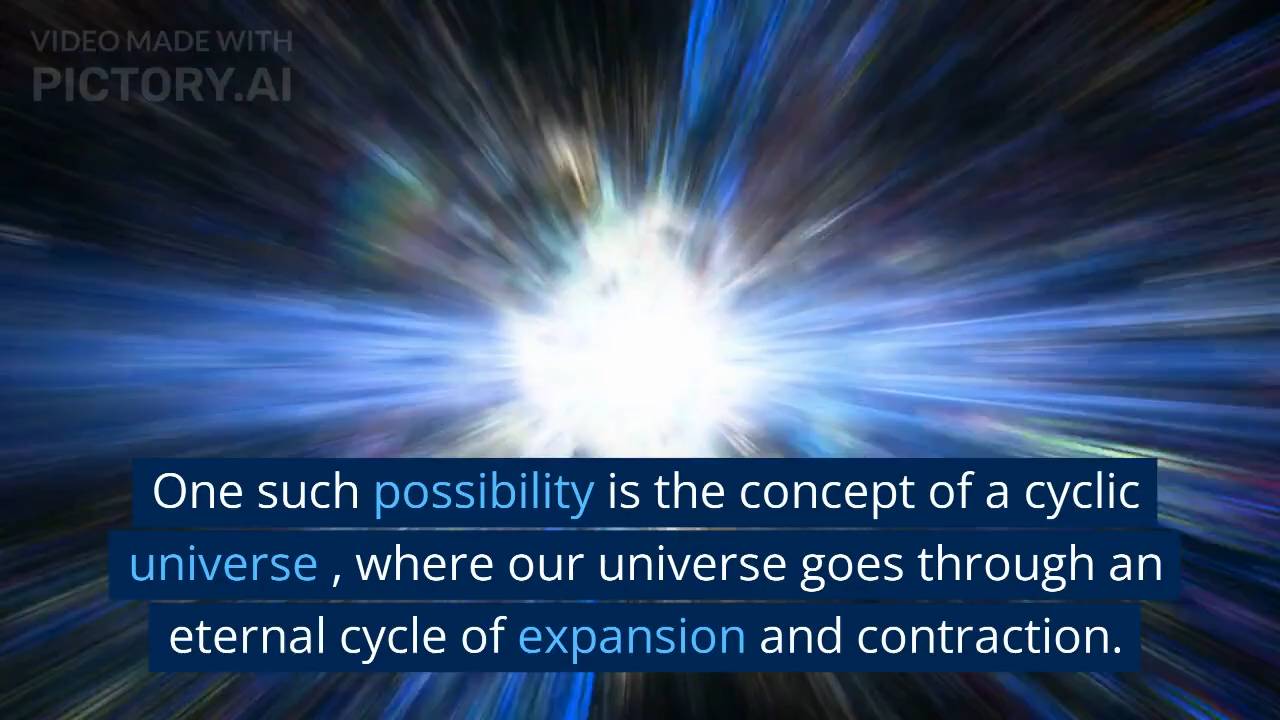 VIDEO MADE WITH
PICTORY.AI
One such possibility is the concept of a cyclic
universe , where our universe goes through an
eternal cycle of expansion and contraction.